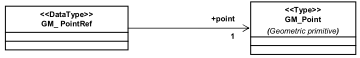 <<DataType>>
GM_ PointRef
+point
1
<<Type>>
GM_Point
(Geometric primitive)